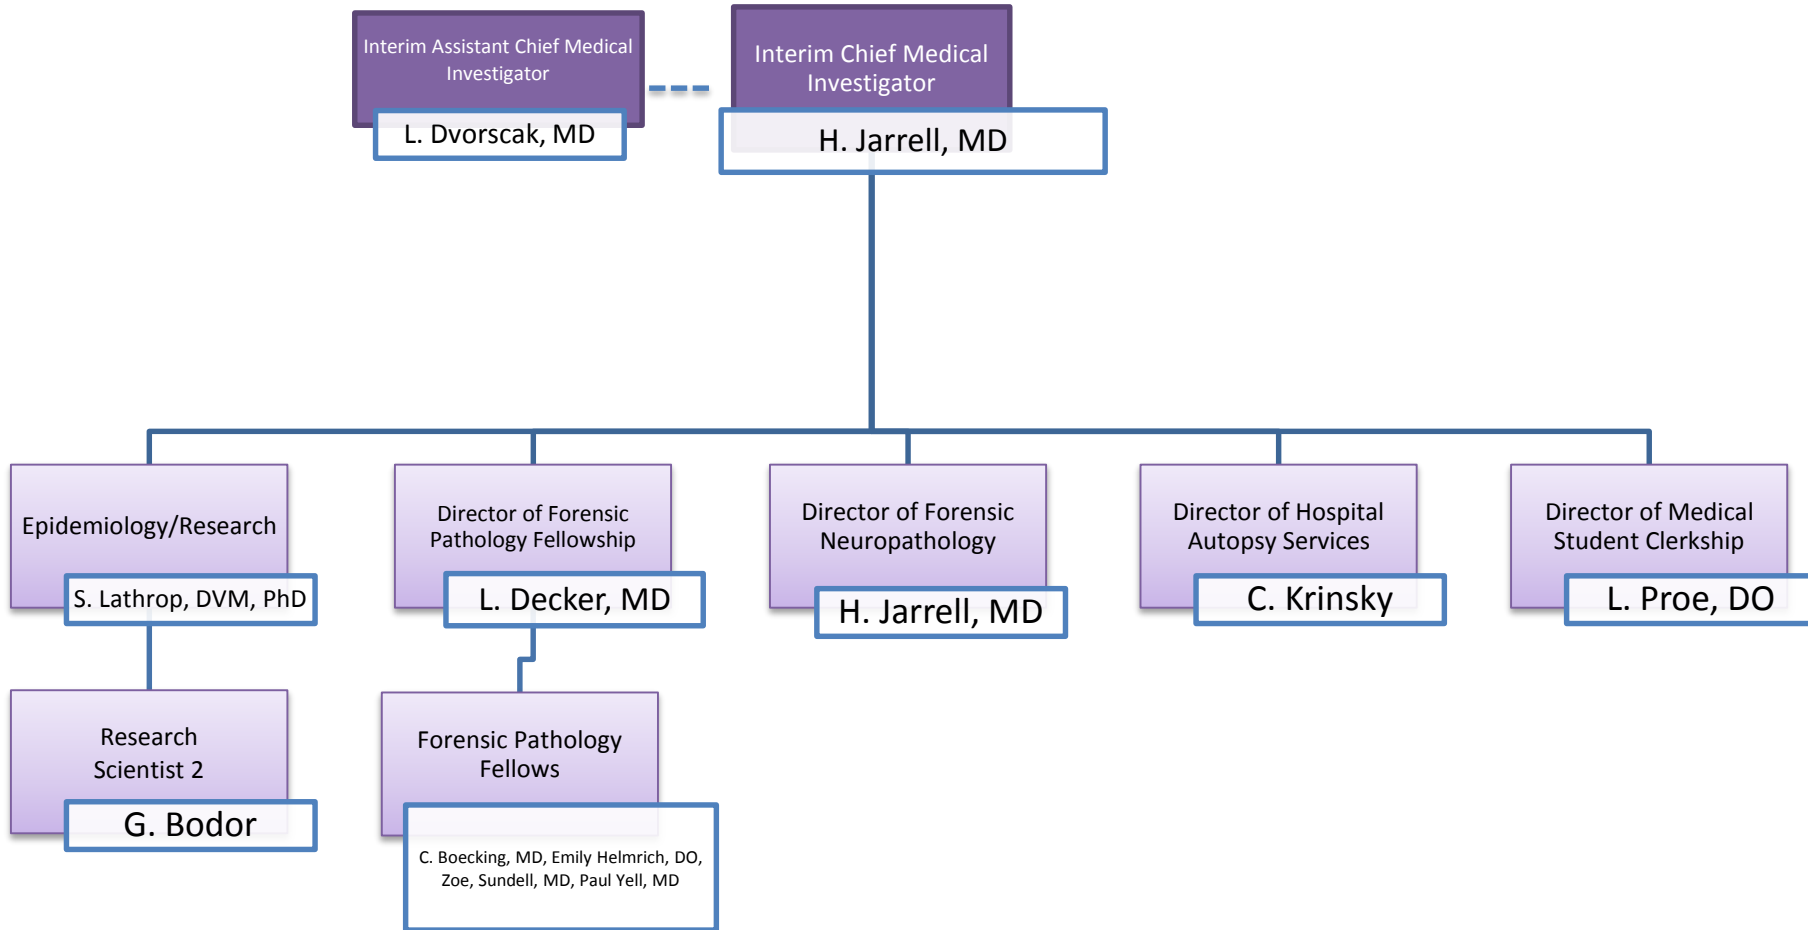 Interim Assistant Chief Medical
Investigator
L. Dvorscak, MD
Interim Chief Medical
Investigator
H. Jarrell, MD
Epidemiology/Research
S. Lathrop, DVM, PhD
Director of Forensic
Pathology Fellowship
L. Decker, MD
Director of Forensic
Neuropathology
H. Jarrell, MD
Director of Hospital
Autopsy Services
C. Krinsky
Director of Medical
Student Clerkship
L. Proe, DO
Research
Scientist 2
G. Bodor
Forensic Pathology
Fellows
C. Boecking, MD, Emily Helmrich, DO,
Zoe, Sundell, MD, Paul Yell, MD